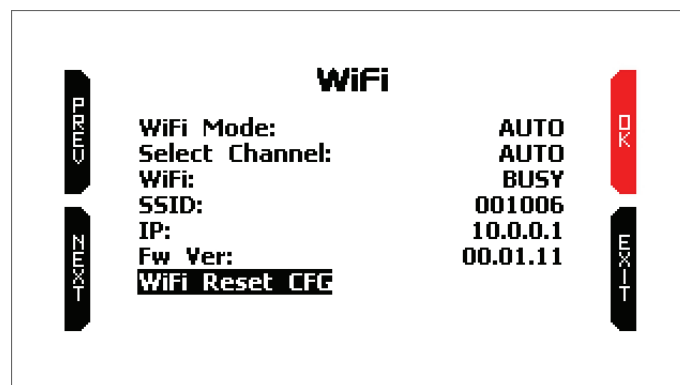 WiFi
PREV
OK
WiFi Mode: AUTO
Select Channel: AUTO
WiFi: BUSY
SSID: 001006
IP: 10.0.0.1
Fw Ver: 00.01.11
WiFi Reset CFG
NEXT
EXIT